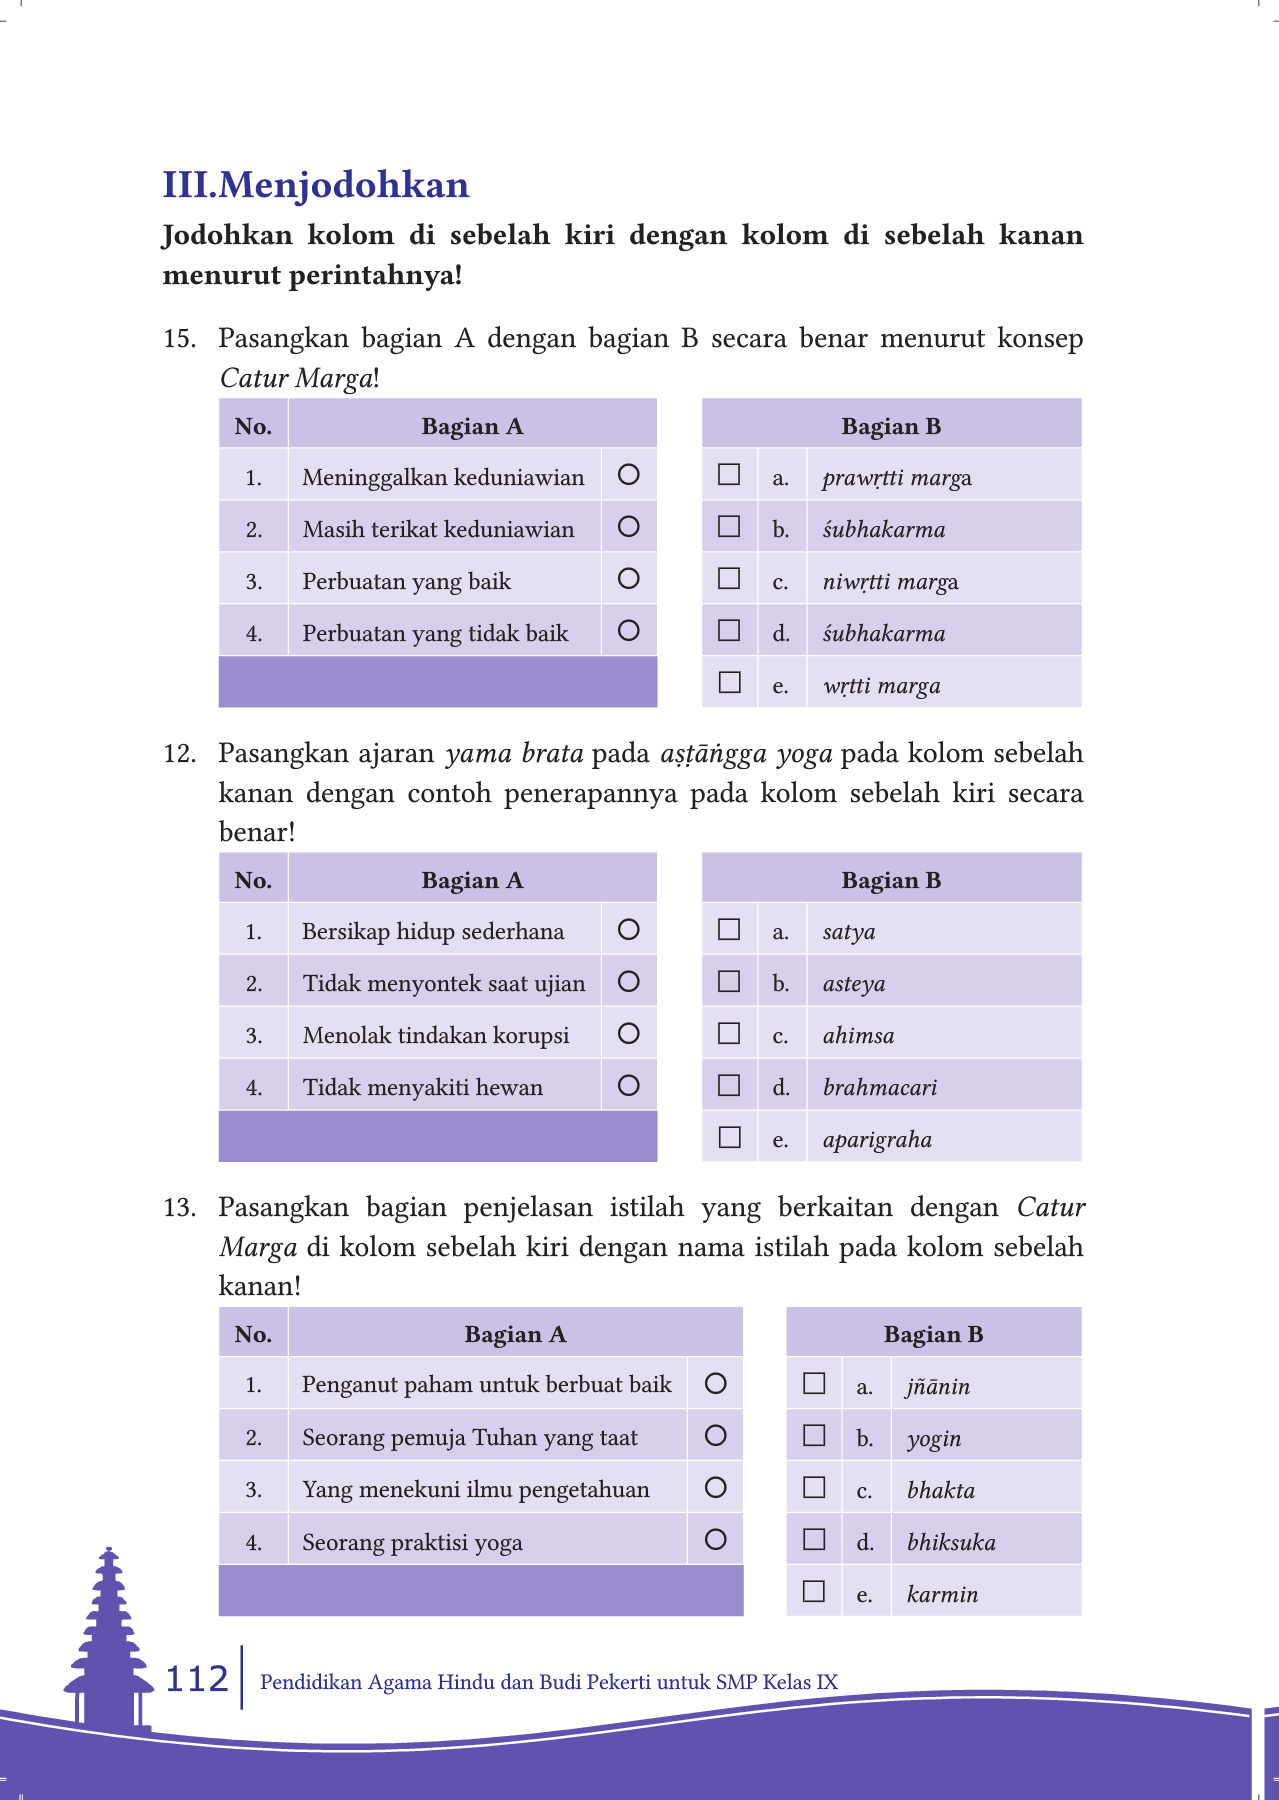 III.Menjodohkan
Jodohkan kolom di sebelah kiri dengan kolom di sebelah kanan
menurut perintahnya!
15. Pasangkan bagian A dengan bagian B secara benar menurut konsep
Catur Marga!
No. Bagian A Bagian B
1. Meninggalkan keduniawian a. prawṛtti marga
2. Masih terikat keduniawian b. śubhakarma
3. Perbuatan yang baik c. niwṛtti marga
4. Perbuatan yang tidak baik d. śubhakarma
e. wṛtti marga
12. Pasangkan ajaran yama brata pada aṣṭāṅgga yoga pada kolom sebelah
kanan dengan contoh penerapannya pada kolom sebelah kiri secara
benar!
No. Bagian A Bagian B
1. Bersikap hidup sederhana a. satya
2. Tidak menyontek saat ujian b. asteya
3. Menolak tindakan korupsi c. ahimsa
4. Tidak menyakiti hewan d. brahmacari
e. aparigraha
13. Pasangkan bagian penjelasan istilah yang berkaitan dengan Catur
Marga di kolom sebelah kiri dengan nama istilah pada kolom sebelah
kanan!
No. Bagian A Bagian B
1. Penganut paham untuk berbuat baik a. jñānin
2. Seorang pemuja Tuhan yang taat b. yogin
3. Yang menekuni ilmu pengetahuan c. bhakta
4. Seorang praktisi yoga d. bhiksuka
e. karmin
112 Pendidikan Agama Hindu dan Budi Pekerti untuk SMP Kelas IX